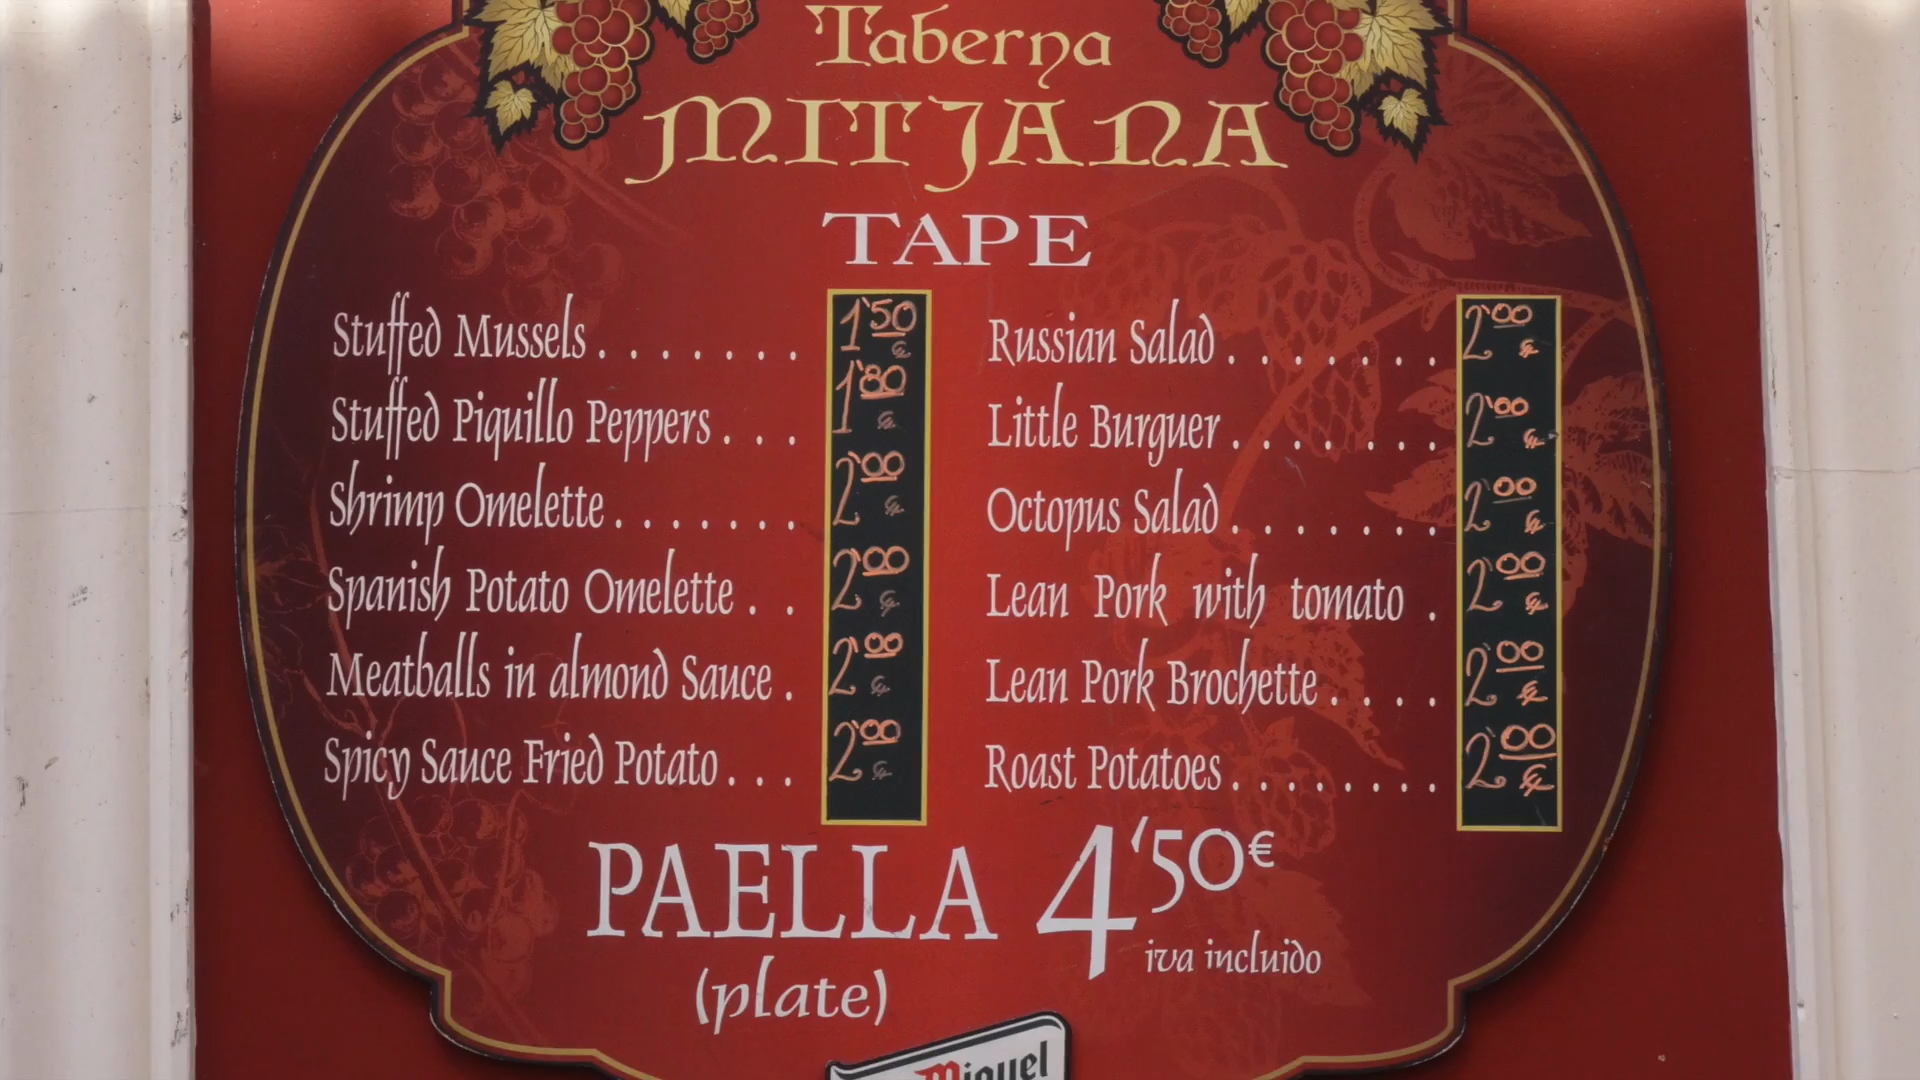 Taberna
MITJANA
TAPE
Stuffed Mussels....... 1'50 €
Stuffed Piquillo Peppers... 1'80 €
Shrimp Omelette....... 2'00 €
Spanish Potato Omelette.. 2'00 €
Meatballs in almond Sauce. 2'00 €
Spicy Sauce Fried Potato... 2'00 €
Russian Salad....... 2'00 €
Little Burguer....... 2'00 €
Octopus Salad....... 2'00 €
Lean Pork with tomato. 2'00 €
Lean Pork Brochette.... 2'00 €
Roast Potatoes........ 2'00 €
PAELLA 4'50€
iva incluido
(plate)
Miguel